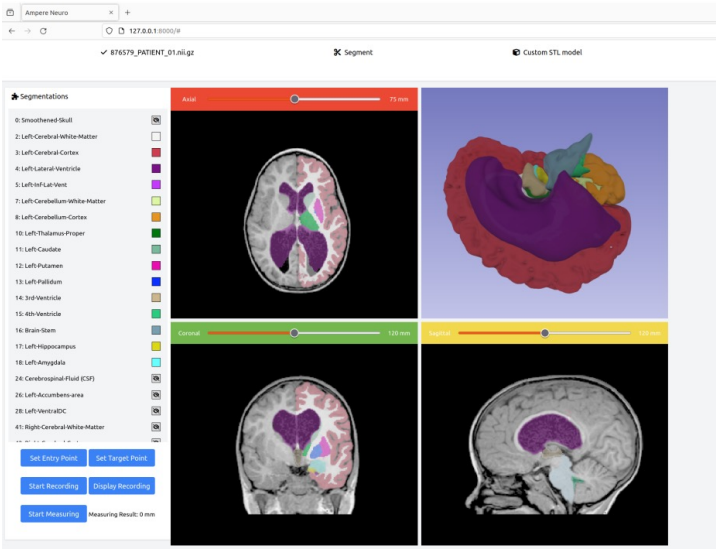 Ampere Neuro
127.0.0.1:8000/#
876579_PATIENT_01.nii.gz
Segment
Custom STL model
Segmentations
0: Smoothened-Skull
2: Left-Cerebral-White-Matter
3: Left-Cerebral-Cortex
4: Left-Lateral-Ventricle
5: Left-Inf-Lat-Vent
7: Left-Cerebellum-White-Matter
8: Left-Cerebellum-Cortex
10: Left-Thalamus-Proper
11: Left-Caudate
12: Left-Putamen
13: Left-Pallidum
14: 3rd-Ventricle
15: 4th-Ventricle
16: Brain-Stem
17: Left-Hippocampus
18: Left-Amygdala
24: Cerebrospinal-Fluid (CSF)
26: Left-Accumbens-area
28: Left-VentralDC
41: Right-Cerebral-White-Matter
Set Entry Point
Set Target Point
Start Recording
Display Recording
Start Measuring
Measuring Result: 0 mm
Axial
75 mm
Coronal
120 mm
Sagittal
120 mm